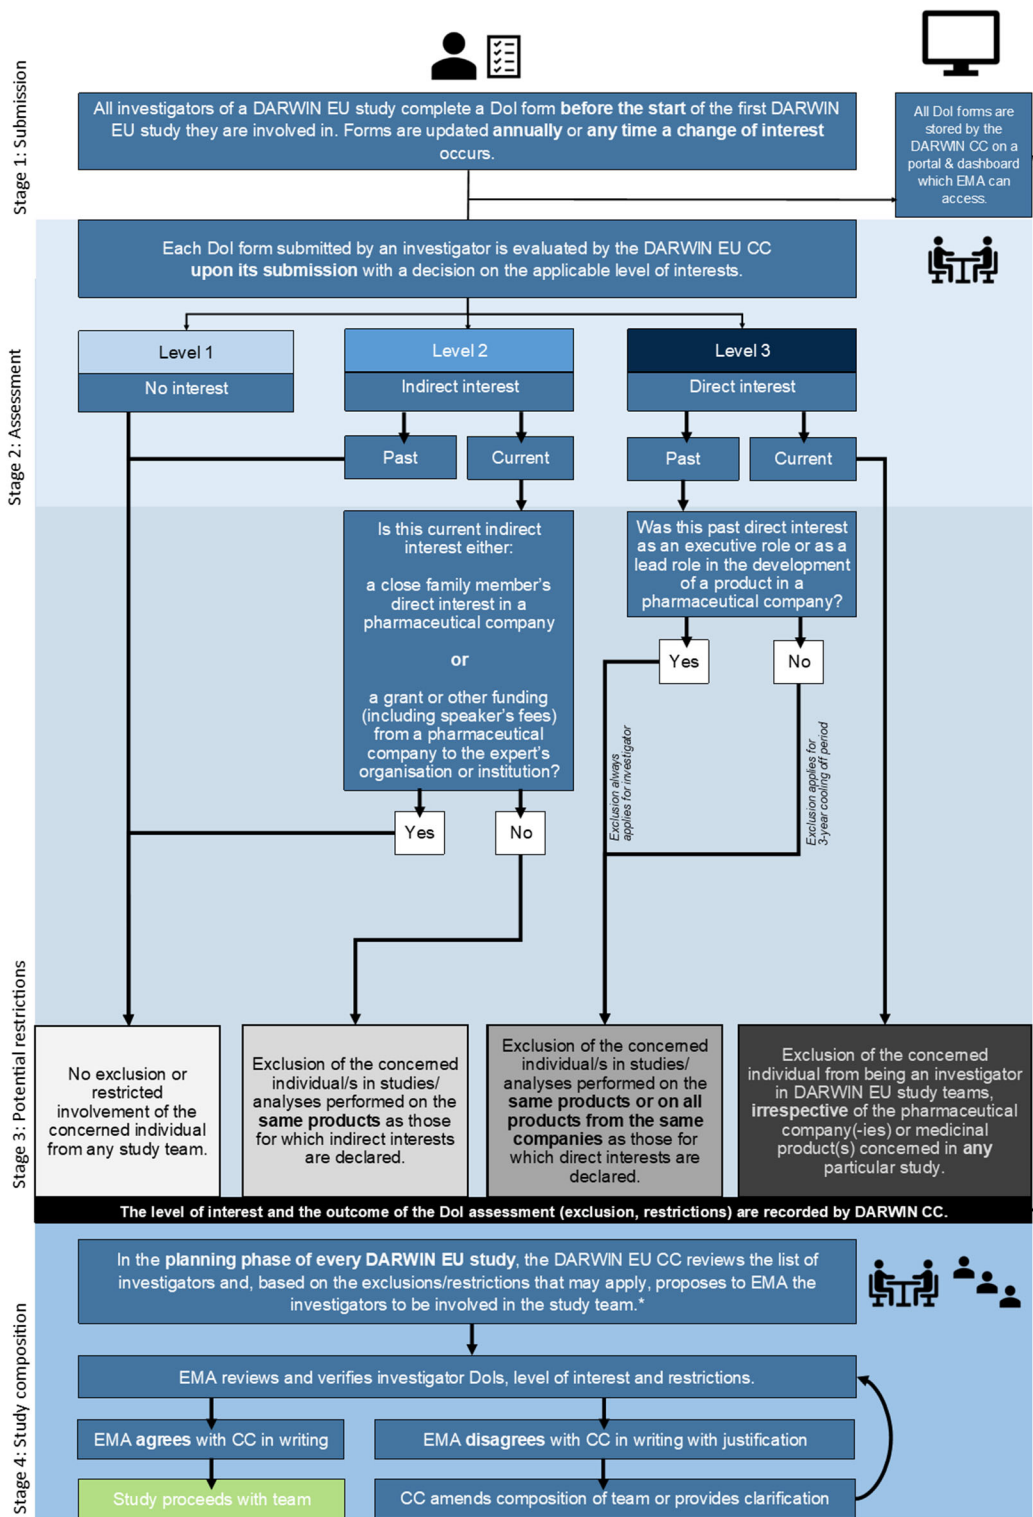 Stage 1: Submission
All investigators of a DARWIN EU study complete a DoI form before the start of the first DARWIN
EU study they are involved in. Forms are updated annually or any time a change of interest
occurs.
All DoI forms are
stored by the
DARWIN CC on a
portal & dashboard
which EMA can
access.
Stage 2: Assessment
Each DoI form submitted by an investigator is evaluated by the DARWIN EU CC
upon its submission with a decision on the applicable level of interests.
Level 1
No interest
Level 2
Indirect interest
Level 3
Direct interest
Past
Current
Past
Current
Stage 3: Potential restrictions
Is this current indirect
interest either:
a close family member's
direct interest in a
pharmaceutical company
or
a grant or other funding
(including speaker's fees)
from a pharmaceutical
company to the expert's
organisation or institution?
Yes
No
Was this past direct interest
as an executive role or as a
lead role in the development
of a product in a
pharmaceutical company?
Yes
No
Exclusion always
applies for investigator
Exclusion applies for
3-year cooling off period
No exclusion or
restricted
involvement of the
concerned individual
from any study team.
Exclusion of the concerned
individual/s in studies/
analyses performed on the
same products as those
for which indirect interests
are declared.
Exclusion of the concerned
individual/s in studies/
analyses performed on the
same products or on all
products from the same
companies as those for
which direct interests are
declared.
Exclusion of the concerned
individual from being an investigator
in DARWIN EU study teams,
irrespective of the pharmaceutical
company(-ies) or medicinal
product(s) concerned in any
particular study.
The level of interest and the outcome of the DoI assessment (exclusion, restrictions) are recorded by DARWIN CC.
Stage 4: Study composition
In the planning phase of every DARWIN EU study, the DARWIN EU CC reviews the list of
investigators and, based on the exclusions/restrictions that may apply, proposes to EMA the
investigators to be involved in the study team.*
EMA reviews and verifies investigator DoIs, level of interest and restrictions.
EMA agrees with CC in writing
EMA disagrees with CC in writing with justification
Study proceeds with team
CC amends composition of team or provides clarification